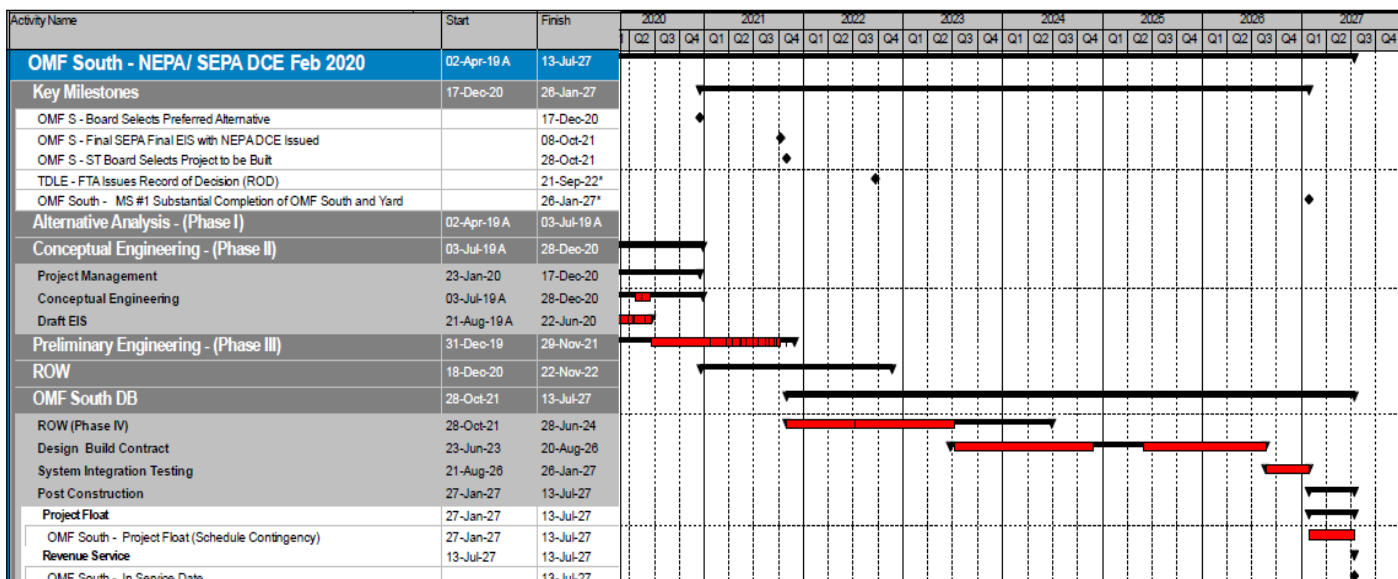 Activity Name Start Finish 2020 2021 2022 2023 2024 2025 2026 2027
Q2 Q3 Q4 Q1 Q2 Q3 Q4 Q1 Q2 Q3 Q4 Q1 Q2 Q3 Q4 Q1 Q2 Q3 Q4 Q1 Q2 Q3 Q4 Q1 Q2 Q3 Q4 Q1 Q2 Q3 Q4
OMF South - NEPA/ SEPA DCE Feb 2020 02-Apr-19 A 13-Jul-27
Key Milestones 17-Dec-20 26-Jan-27
OMF S - Board Selects Preferred Alternative 17-Dec-20
OMF S - Final SEPA Final EIS with NEPA DCE Issued 08-Oct-21
OMF S - ST Board Selects Project to be Built 28-Oct-21
TDLE - FTA Issues Record of Decision (ROD) 21-Sep-22*
OMF South - MS #1 Substantial Completion of OMF South and Yard 26-Jan-27*
Alternative Analysis - (Phase I) 02-Apr-19 A 03-Jul-19 A
Conceptual Engineering - (Phase II) 03-Jul-19 A 28-Dec-20
Project Management 23-Jan-20 17-Dec-20
Conceptual Engineering 03-Jul-19 A 28-Dec-20
Draft EIS 21-Aug-19 A 22-Jun-20
Preliminary Engineering - (Phase III) 31-Dec-19 29-Nov-21
ROW 18-Dec-20 22-Nov-22
OMF South DB 28-Oct-21 13-Jul-27
ROW (Phase IV) 28-Oct-21 28-Jun-24
Design Build Contract 23-Jun-23 20-Aug-26
System Integration Testing 21-Aug-26 26-Jan-27
Post Construction 27-Jan-27 13-Jul-27
Project Float 27-Jan-27 13-Jul-27
OMF South - Project Float (Schedule Contingency) 27-Jan-27 13-Jul-27
Revenue Service 13-Jul-27 13-Jul-27
OMF South - In Service Date 13-Jul-27